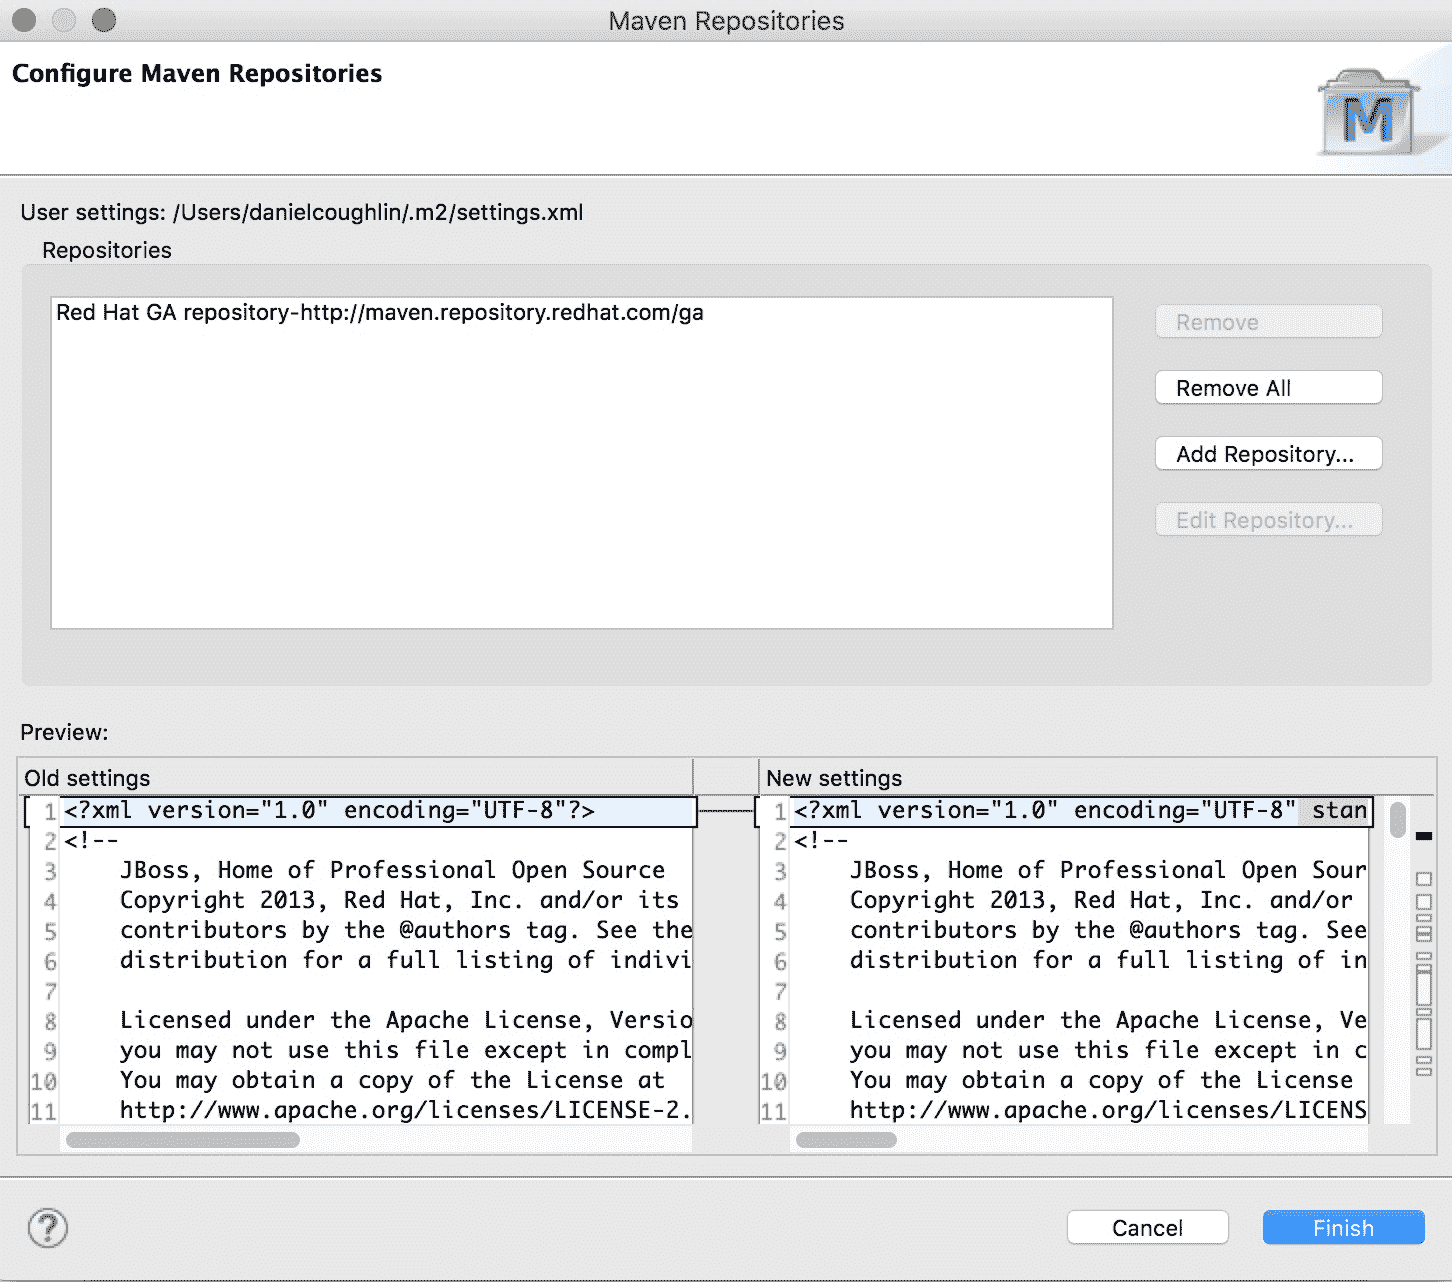 Maven Repositories
Configure Maven Repositories
M
User settings: /Users/danielcoughlin/.m2/settings.xml
Repositories
Red Hat GA repository-http://maven.repository.redhat.com/ga
Remove
Remove All
Add Repository...
Edit Repository...
Preview:
Old settings
1 <?xml version="1.0" encoding="UTF-8"?>
2 <!--
3 JBoss, Home of Professional Open Source
4 Copyright 2013, Red Hat, Inc. and/or its
5 contributors by the @authors tag. See the
6 distribution for a full listing of indivi
7
8 Licensed under the Apache License, Versio
9 you may not use this file except in compl
10 You may obtain a copy of the License at
11 http://www.apache.org/licenses/LICENSE-2.
New settings
1 <?xml version="1.0" encoding="UTF-8" stan
2 <!--
3 JBoss, Home of Professional Open Sour
4 Copyright 2013, Red Hat, Inc. and/or
5 contributors by the @authors tag. See
6 distribution for a full listing of in
7
8 Licensed under the Apache License, Ve
9 you may not use this file except in c
10 You may obtain a copy of the License
11 http://www.apache.org/licenses/LICENS
?
Cancel
Finish